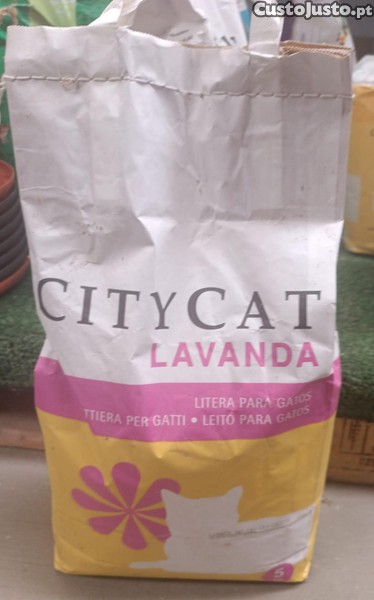 CustoJusto.pt
CITYCAT
LAVANDA
LITERA PARA GATOS
TTIERA PER GATTI • LEITO PARA GATOS
5